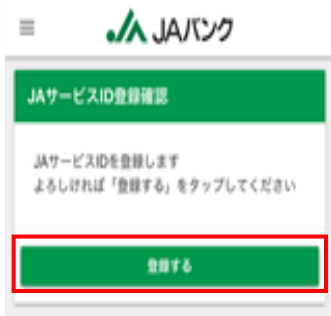 JAバンク
JAサービスID登録確認
JAサービスIDを登録します
よろしければ「登録する」をタップしてください
登録する